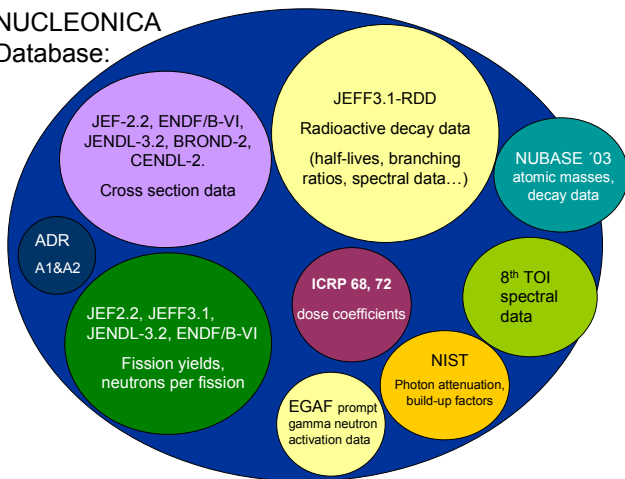 NUCLEONICA
Database:
JEF-2.2, ENDF/B-VI,
JENDL-3.2, BROND-2,
CENDL-2.
Cross section data
JEFF3.1-RDD
Radioactive decay data
(half-lives, branching
ratios, spectral data…)
NUBASE ´03
atomic masses,
decay data
ADR
A1&A2
JEF2.2, JEFF3.1,
JENDL-3.2, ENDF/B-VI
Fission yields,
neutrons per fission
ICRP 68, 72
dose coefficients
8th TOI
spectral
data
NIST
Photon attenuation,
build-up factors
EGAF prompt
gamma neutron
activation data